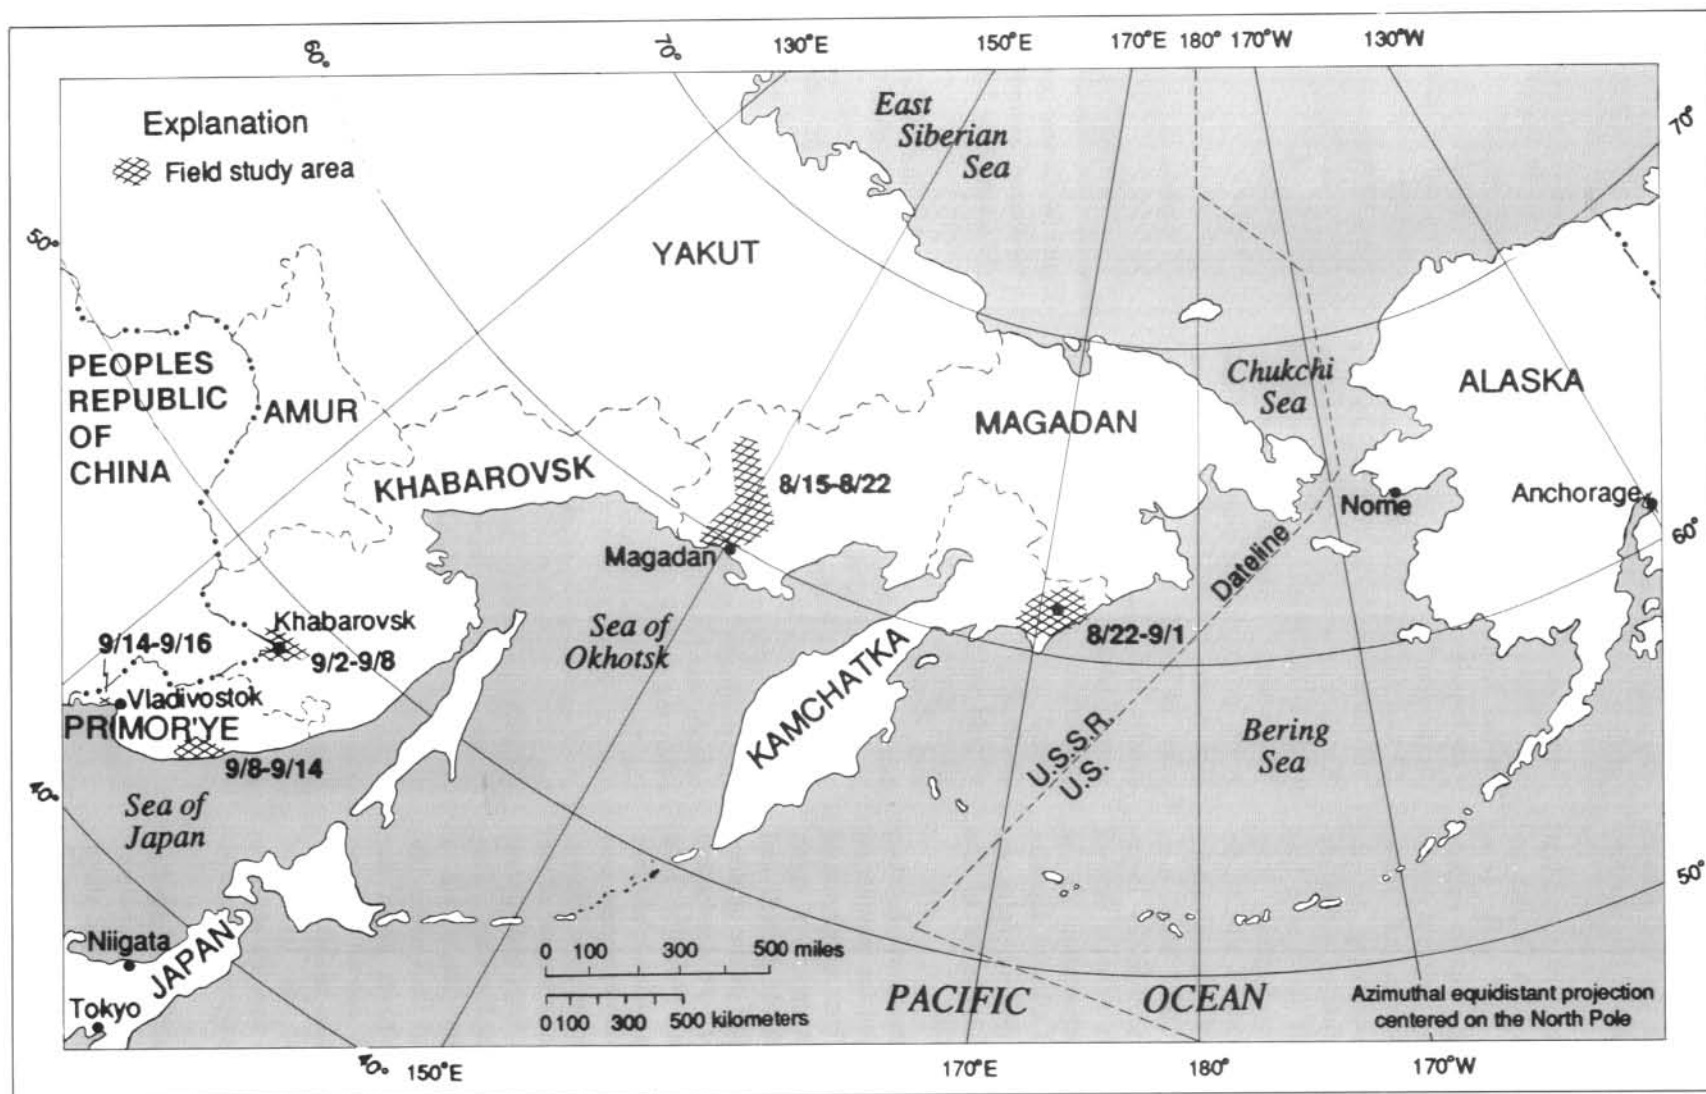 60°
70°
130°E
150°E
170°E
180°
170°W
130°W
Explanation
Field study area
East
Siberian
Sea
70°
50°
YAKUT
PEOPLES
REPUBLIC
OF
CHINA
AMUR
KHABAROVSK
MAGADAN
Chukchi
Sea
ALASKA
8/15-8/22
Magadan
Nome
Anchorage
60°
Dateline
Khabarovsk
9/14-9/16
9/2-9/8
Sea of
Okhotsk
8/22-9/1
Vladivostok
PRIMOR'YE
9/8-9/14
KAMCHATKA
U.S.S.R.
U.S.
Bering
Sea
40°
Sea of
Japan
50°
Niigata
JAPAN
Tokyo
0 100 300 500 miles
0 100 300 500 kilometers
PACIFIC OCEAN
Azimuthal equidistant projection
centered on the North Pole
40°
150°E
170°E
180°
170°W